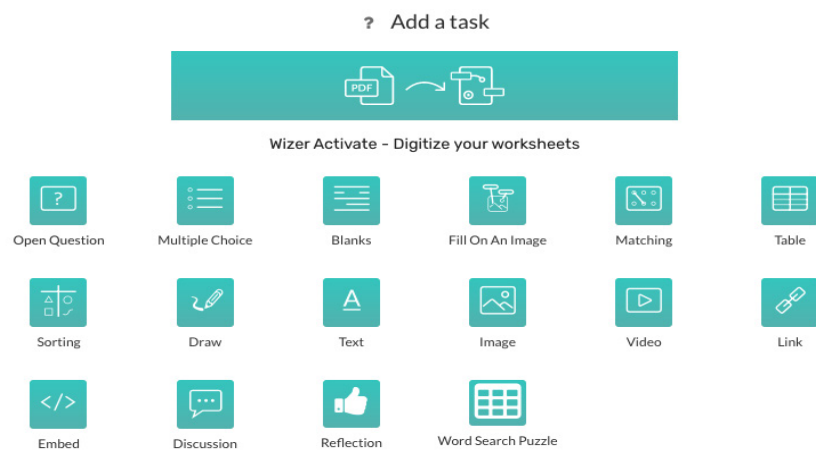 ? Add a task
PDF
Wizer Activate - Digitize your worksheets
?
Open Question Multiple Choice Blanks Fill On An Image Matching Table
A
Sorting Draw Text Image Video Link
</>
Embed Discussion Reflection Word Search Puzzle